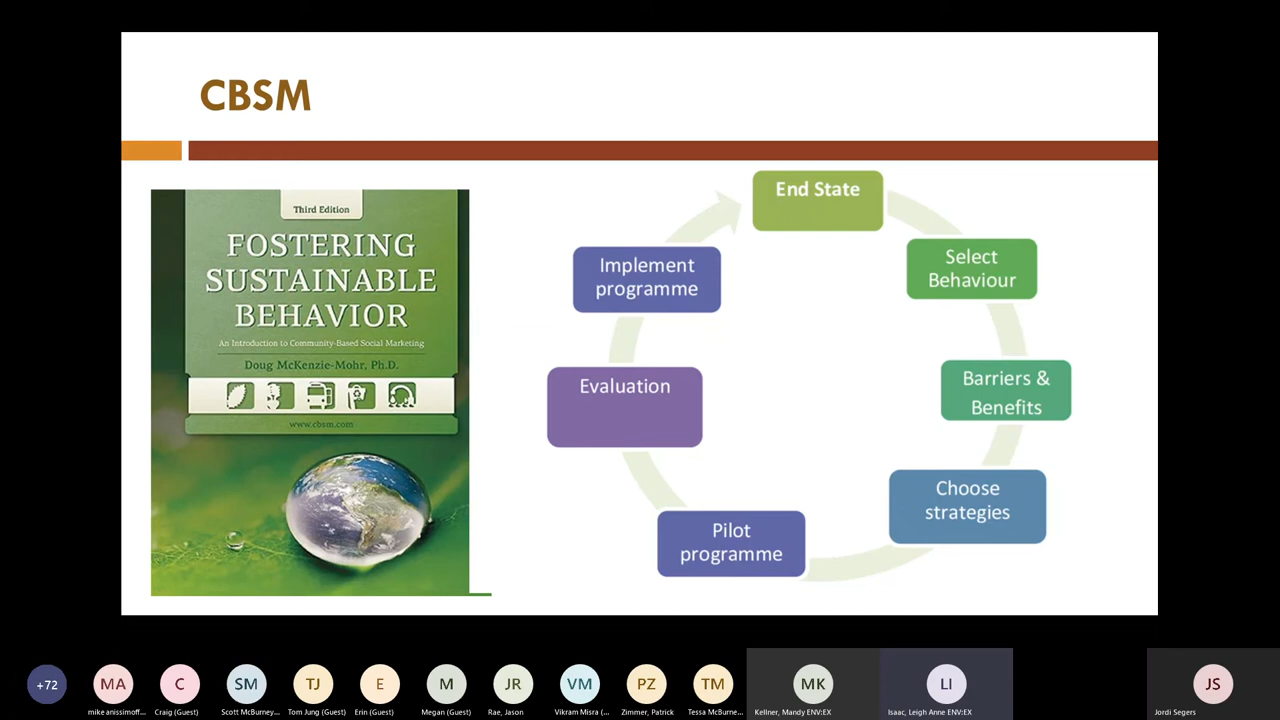 CBSM
Third Edition
FOSTERING
SUSTAINABLE
BEHAVIOR
An Introduction to Community-Based Social Marketing
Doug McKenzie-Mohr, Ph.D.
www.cbsm.com
End State
Select
Behaviour
Barriers &
Benefits
Choose
strategies
Pilot
programme
Evaluation
Implement
programme
+72
MA
C
SM
TJ
E
M
JR
VM
PZ
TM
MK
LI
JS
mike anissimoff...
Craig (Guest)
Scott McBurney...
Tom Jung (Guest)
Erin (Guest)
Megan (Guest)
Rae, Jason
Vikram Misra (...
Zimmer, Patrick
Tessa McBurne...
Kellner, Mandy ENV:EX
Isaac, Leigh Anne ENV:EX
Jordi Segers